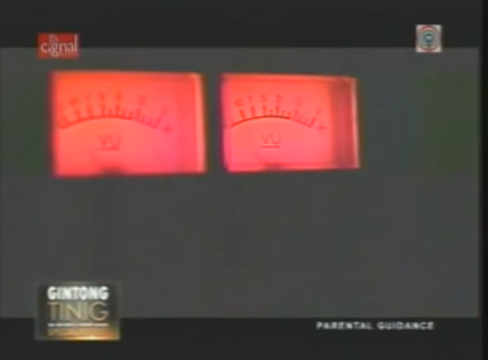 cignal
VU
VU
GINTONG
TINIG
PARENTAL GUIDANCE